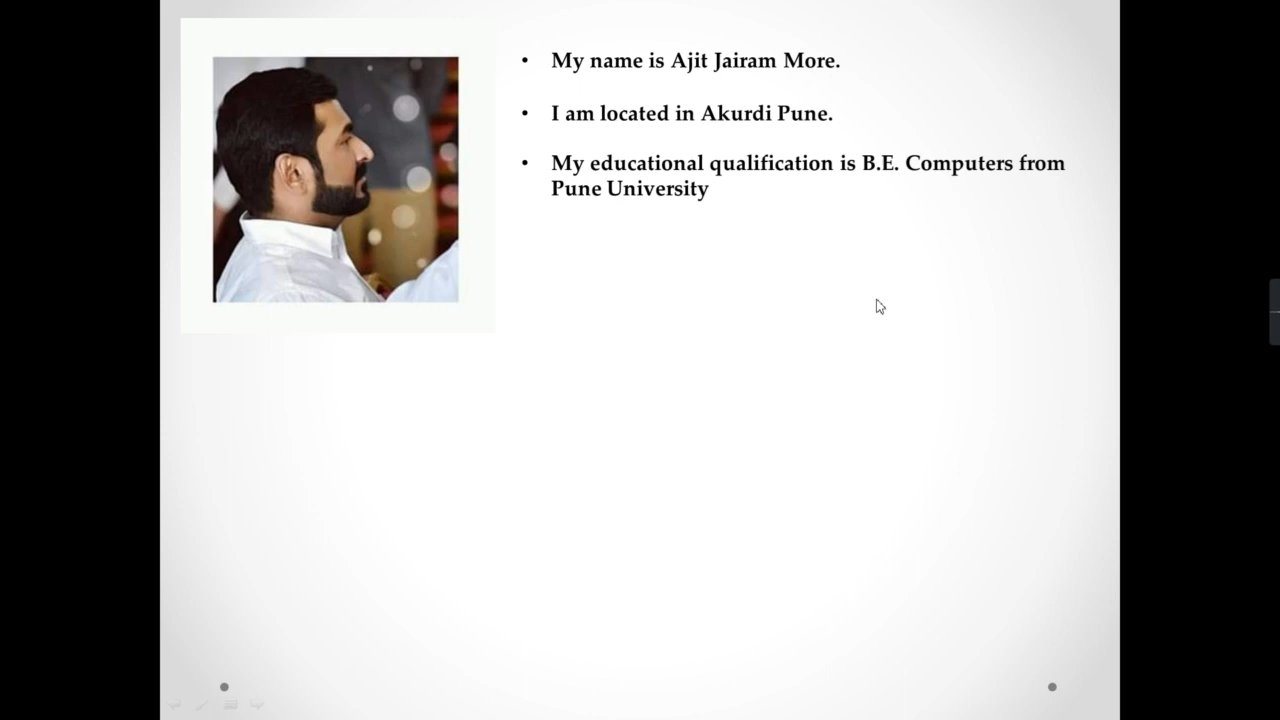 • My name is Ajit Jairam More.
• I am located in Akurdi Pune.
• My educational qualification is B.E. Computers from
Pune University